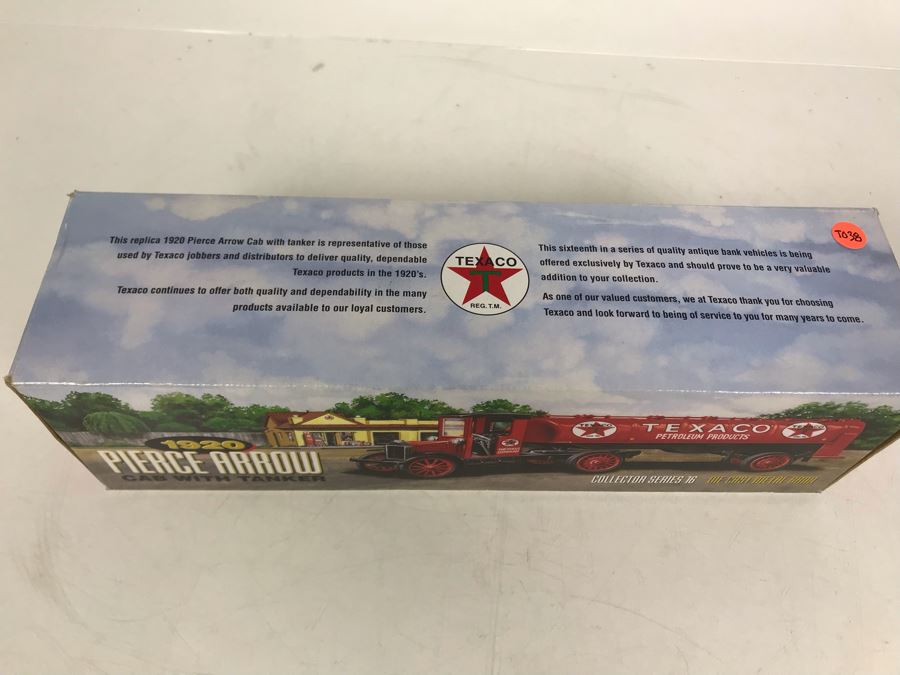 This replica 1920 Pierce Arrow Cab with tanker is representative of those
used by Texaco jobbers and distributors to deliver quality, dependable
Texaco products in the 1920's.
Texaco continues to offer both quality and dependability in the many
products available to our loyal customers.
TEXACO
T
REG. T.M.
This sixteenth in a series of quality antique bank vehicles is being
offered exclusively by Texaco and should prove to be a very valuable
addition to your collection.
As one of our valued customers, we at Texaco thank you for choosing
Texaco and look forward to being of service to you for many years to come.
T038
1920
PIERCE ARROW
CAB WITH TANKER
TEXACO
PETROLEUM PRODUCTS
COLLECTOR SERIES 16
DIE CAST METAL BANK